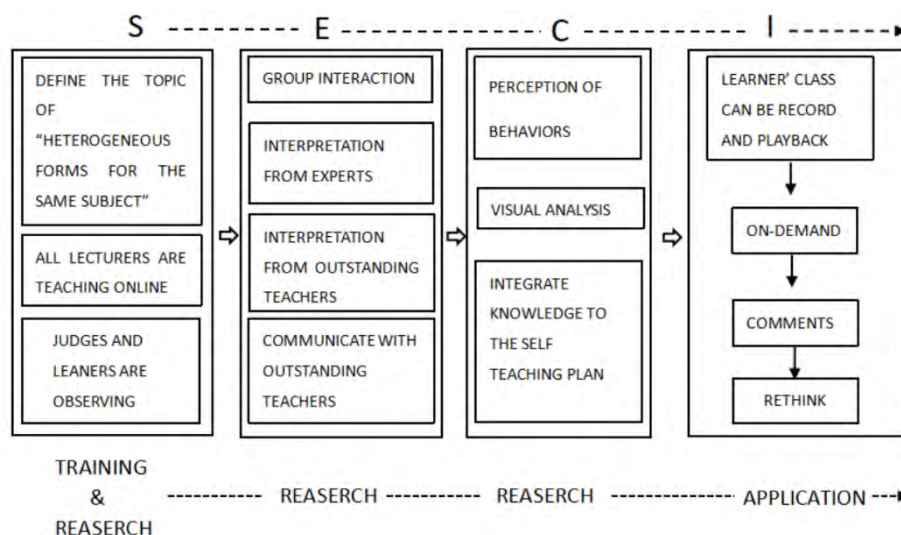 S E C I
DEFINE THE TOPIC
OF
"HETEROGENEOUS
FORMS FOR THE
SAME SUBJECT"
ALL LECTURERS ARE
TEACHING ONLINE
JUDGES AND
LEANER ARE
OBSERVING
GROUP INTERACTION
INTERPRETATION
FROM EXPERTS
INTERPRETATION
FROM OUTSTANDING
TEACHERS
COMMUNICATE WITH
OUTSTANDING
TEACHERS
PERCEPTION OF
BEHAVIORS
VISUAL ANALYSIS
INTEGRATE
KNOWLEDGE TO
THE SELF
TEACHING PLAN
LEARNER' CLASS
CAN BE RECORD
AND PLAYBACK
ON-DEMAND
COMMENTS
RETHINK
TRAINING
&
REASERCH
REASERCH
REASERCH
APPLICATION